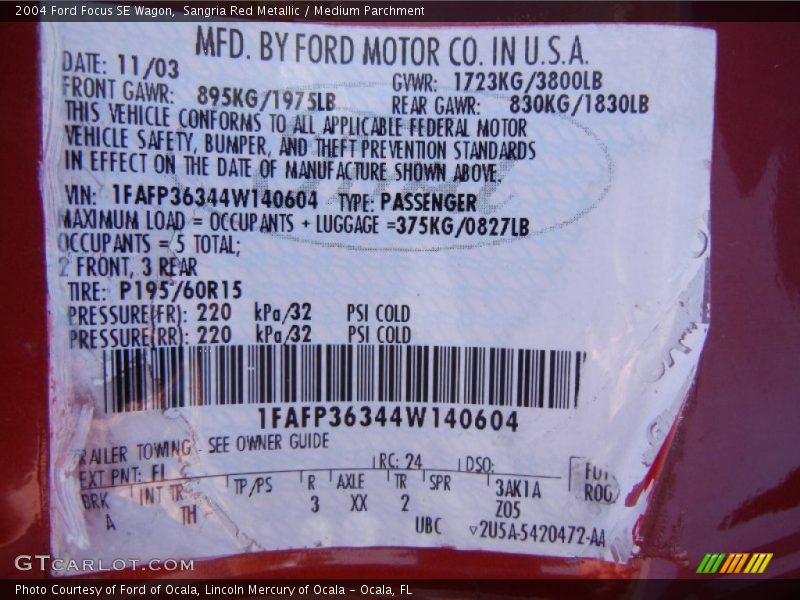 2004 Ford Focus SE Wagon,  Sangria Red Metallic / Medium Parchment
MFD. BY FORD MOTOR CO. IN U.S.A.
DATE: 11/03 GVWR: 1723KG/3800LB
FRONT GAWR: 895KG/1975LB REAR GAWR: 830KG/1830LB
THIS VEHICLE CONFORMS TO ALL APPLICABLE FEDERAL MOTOR
VEHICLE SAFETY, BUMPER, AND THEFT PREVENTION STANDARDS
IN EFFECT ON THE DATE OF MANUFACTURE SHOWN ABOVE.
VIN: 1FAFP36344W140604 TYPE: PASSENGER
MAXIMUM LOAD = OCCUPANTS + LUGGAGE =375KG/0827LB
OCCUPANTS = 5 TOTAL;
2 FRONT, 3 REAR
TIRE: P195/60R15
PRESSURE(FR): 220 kPa/32 PSI COLD
PRESSURE(RR): 220 kPa/32 PSI COLD
1FAFP36344W140604
RAILER TOWING - SEE OWNER GUIDE
EXT PNT: FI RC: 24 DSO:
BRK INT TR TP/PS R AXLE TR SPR 3AK1A
A TH 3 XX 2 Z05
UBC 2U5A-5420472-AA
GTCARLOT.COM
Photo Courtesy of Ford of Ocala, Lincoln Mercury of Ocala - Ocala, FL